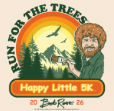 RUN FOR THE TREES
Happy Little 5K
20 Bob Ross 26